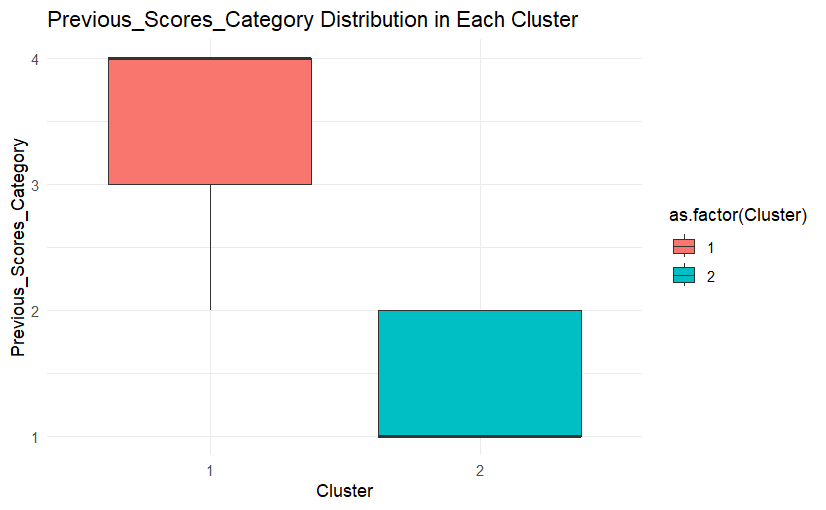 Previous_Scores_Category Distribution in Each Cluster
Previous_Scores_Category
4
3
2
1
1
2
Cluster
as.factor(Cluster)
1
2